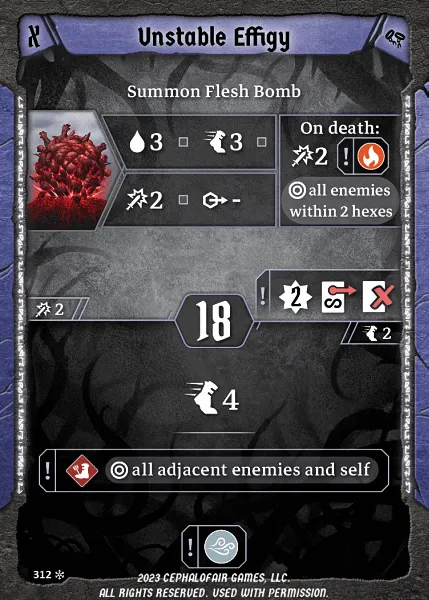 X
Unstable Effigy
Summon Flesh Bomb
3 3
On death:
2 !
2 -
all enemies
within 2 hexes
! 2
2
18
2
4
! all adjacent enemies and self
!
312
2023 CEPHALOFAIR GAMES, LLC.
ALL RIGHTS RESERVED. USED WITH PERMISSION.